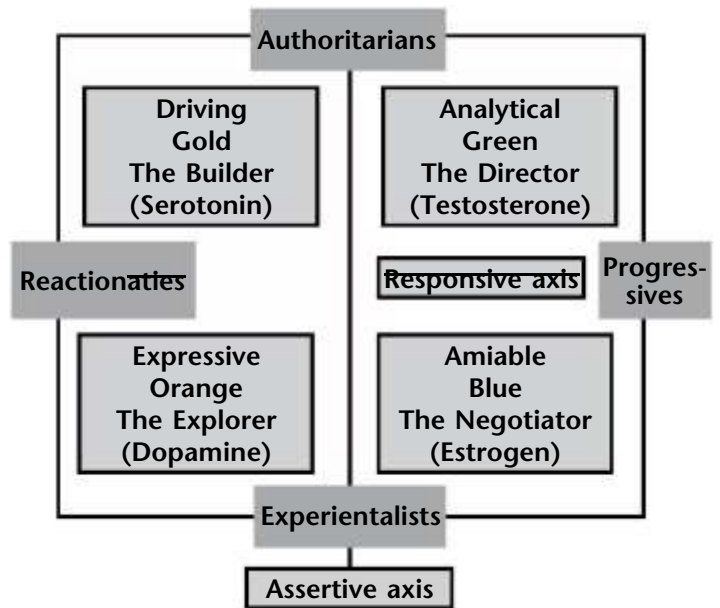 Authoritarians
Driving
Gold
The Builder
(Serotonin)
Analytical
Green
The Director
(Testosterone)
Reactionaties
Responsive axis
Progres-
sives
Expressive
Orange
The Explorer
(Dopamine)
Amiable
Blue
The Negotiator
(Estrogen)
Experientalists
Assertive axis